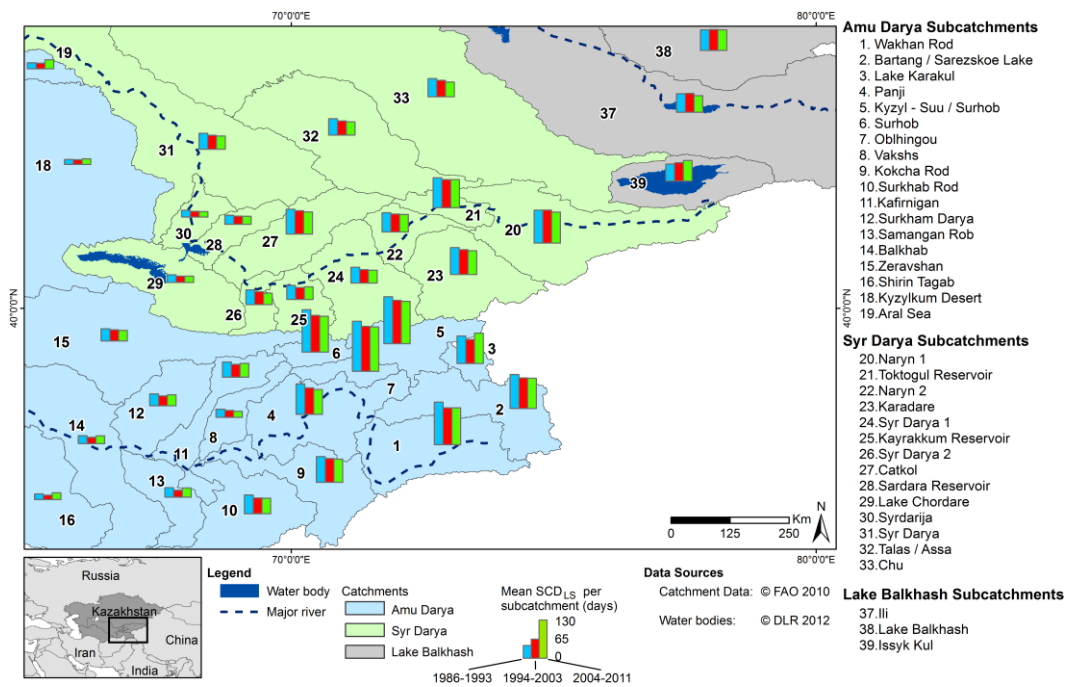 70°0'0"E
80°0'0"E
40°0'0"N
40°0'0"N
19
38
33
37
32
31
18
39
30
28
27
21
20
22
29
24
23
26
25
5
15
6
3
7
12
4
2
14
8
1
11
9
13
16
10
N
0 125 250 Km
70°0'0"E
80°0'0"E
Amu Darya Subcatchments
1. Wakhan Rod
2. Bartang / Sarezskoe Lake
3. Lake Karakul
4. Panji
5. Kyzyl - Suu / Surhob
6. Surhob
7. Oblhingou
8. Vakshs
9. Kokcha Rod
10.Surkhab Rod
11.Kafirnigan
12.Surkham Darya
13.Samangan Rob
14.Balkhab
15.Zeravshan
16.Shirin Tagab
18.Kyzylkum Desert
19.Aral Sea
Syr Darya Subcatchments
20.Naryn 1
21.Toktogul Reservoir
22.Naryn 2
23.Karadare
24.Syr Darya 1
25.Kayrakkum Reservoir
26.Syr Darya 2
27.Catkol
28.Sardara Reservoir
29.Lake Chordare
30.Syrdarija
31.Syr Darya
32.Talas / Assa
33.Chu
Lake Balkhash Subcatchments
37.Ili
38.Lake Balkhash
39.Issyk Kul
Russia
Kazakhstan
China
Iran
India
Legend
Water body
Major river
Catchments
Amu Darya
Syr Darya
Lake Balkhash
Mean SCD LS per
subcatchment (days)
130
65
0
1986-1993 1994-2003 2004-2011
Data Sources
Catchment Data: © FAO 2010
Water bodies: © DLR 2012